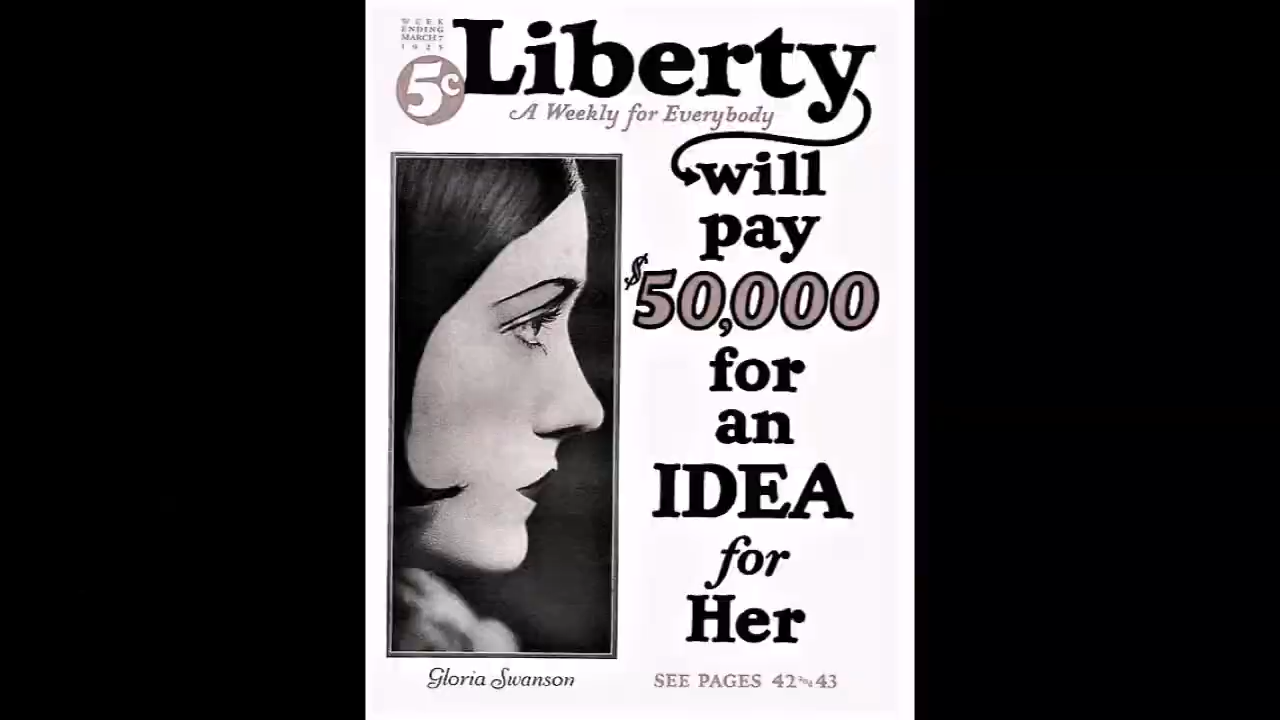 WEEK
ENDING
MARCH 7
1925
5c
Liberty
A Weekly for Everybody
will
pay
$50,000
for
an
IDEA
for
Her
Gloria Swanson
SEE PAGES 42 and 43